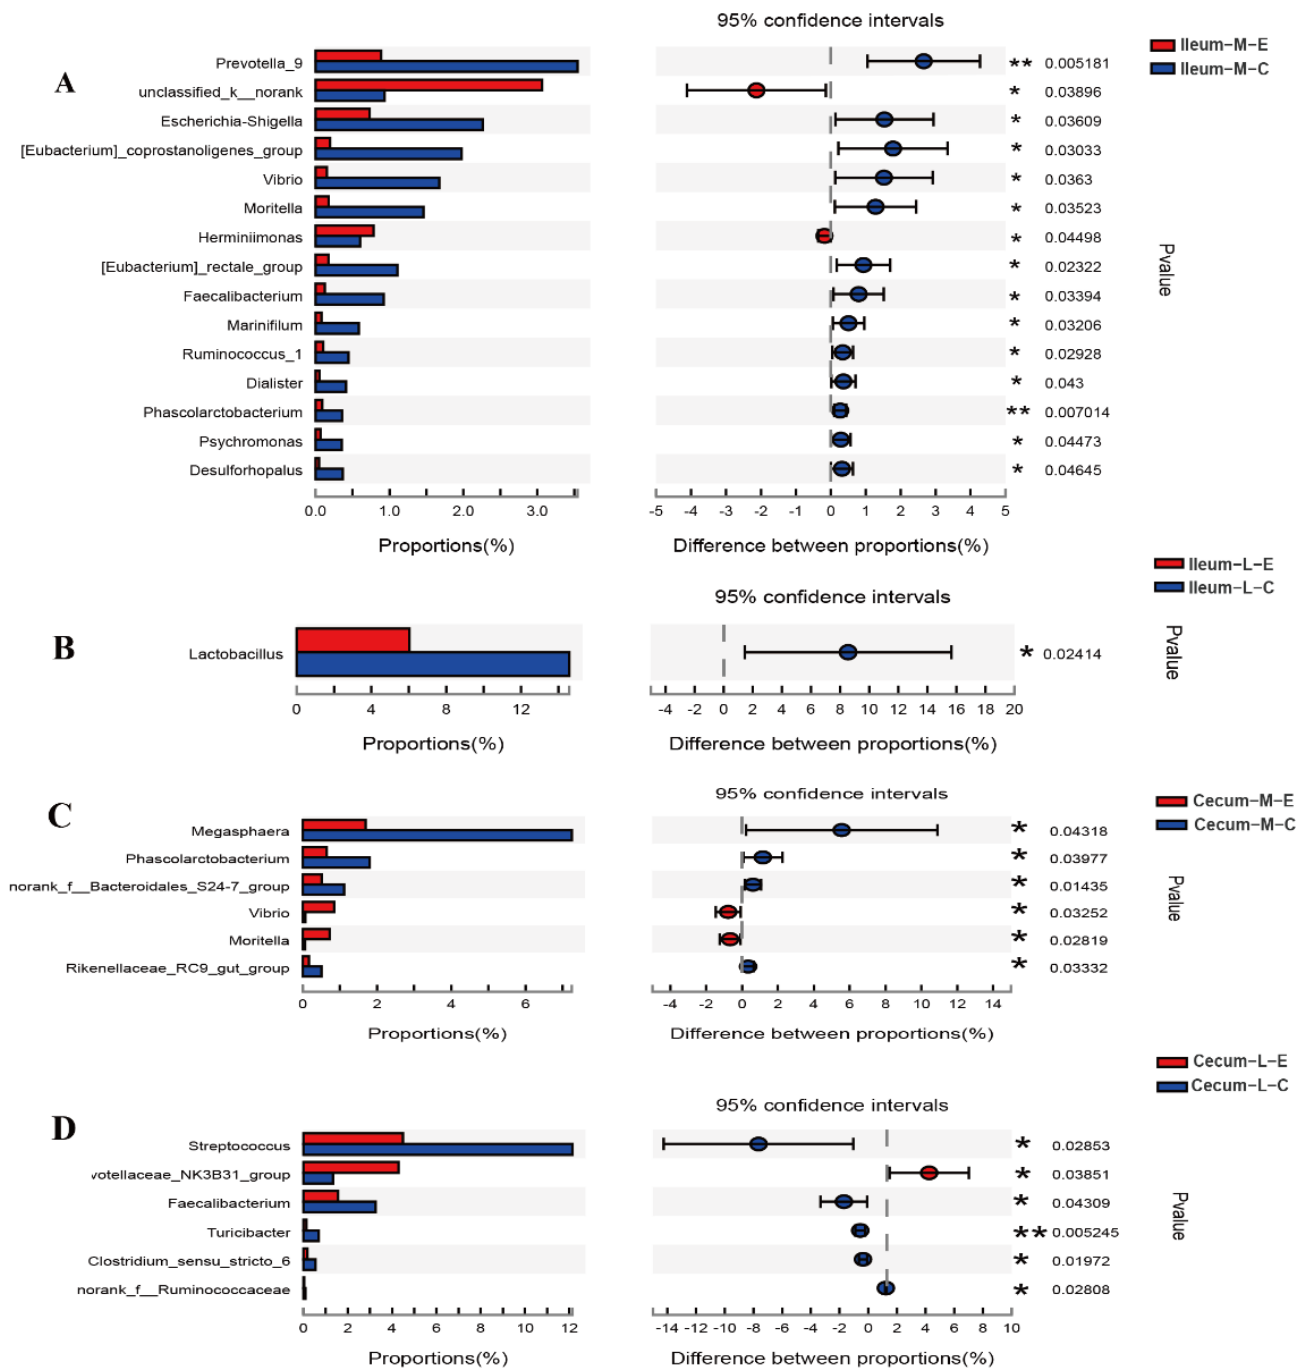 95% confidence intervals
Ileum-M-E
Ileum-M-C
A
Prevotella_9
** 0.005181
unclassified_k__norank
* 0.03896
Escherichia-Shigella
* 0.03609
[Eubacterium]_coprostanoligenes_group
* 0.03033
Vibrio
* 0.0363
Moritella
* 0.03523
Herminiimonas
* 0.04498
[Eubacterium]_rectale_group
* 0.02322
Faecalibacterium
* 0.03394
Marinifilum
* 0.03206
Ruminococcus_1
* 0.02928
Dialister
* 0.043
Phascolarctobacterium
** 0.007014
Psychromonas
* 0.04473
Desulforhopalus
* 0.04645
Pvalue
0.0 1.0 2.0 3.0
-5 -4 -3 -2 -1 0 1 2 3 4 5
Proportions(%)
Difference between proportions(%)
Ileum-L-E
Ileum-L-C
95% confidence intervals
B
Lactobacillus
* 0.02414
Pvalue
0 4 8 12
-4 -2 0 2 4 6 8 10 12 14 16 18 20
Proportions(%)
Difference between proportions(%)
95% confidence intervals
Cecum-M-E
Cecum-M-C
C
Megasphaera
* 0.04318
Phascolarctobacterium
* 0.03977
norank_f__Bacteroidales_S24-7_group
* 0.01435
Vibrio
* 0.03252
Moritella
* 0.02819
Rikenellaceae_RC9_gut_group
* 0.03332
Pvalue
0 2 4 6
-4 -2 0 2 4 6 8 10 12 14
Proportions(%)
Difference between proportions(%)
Cecum-L-E
Cecum-L-C
95% confidence intervals
D
Streptococcus
* 0.02853
votellaceae_NK3B31_group
* 0.03851
Faecalibacterium
* 0.04309
Turicibacter
** 0.005245
Clostridium_sensu_stricto_6
* 0.01972
norank_f__Ruminococcaceae
* 0.02808
Pvalue
0 2 4 6 8 10 12
-14 -12 -10 -8 -6 -4 -2 0 2 4 6 8 10
Proportions(%)
Difference between proportions(%)